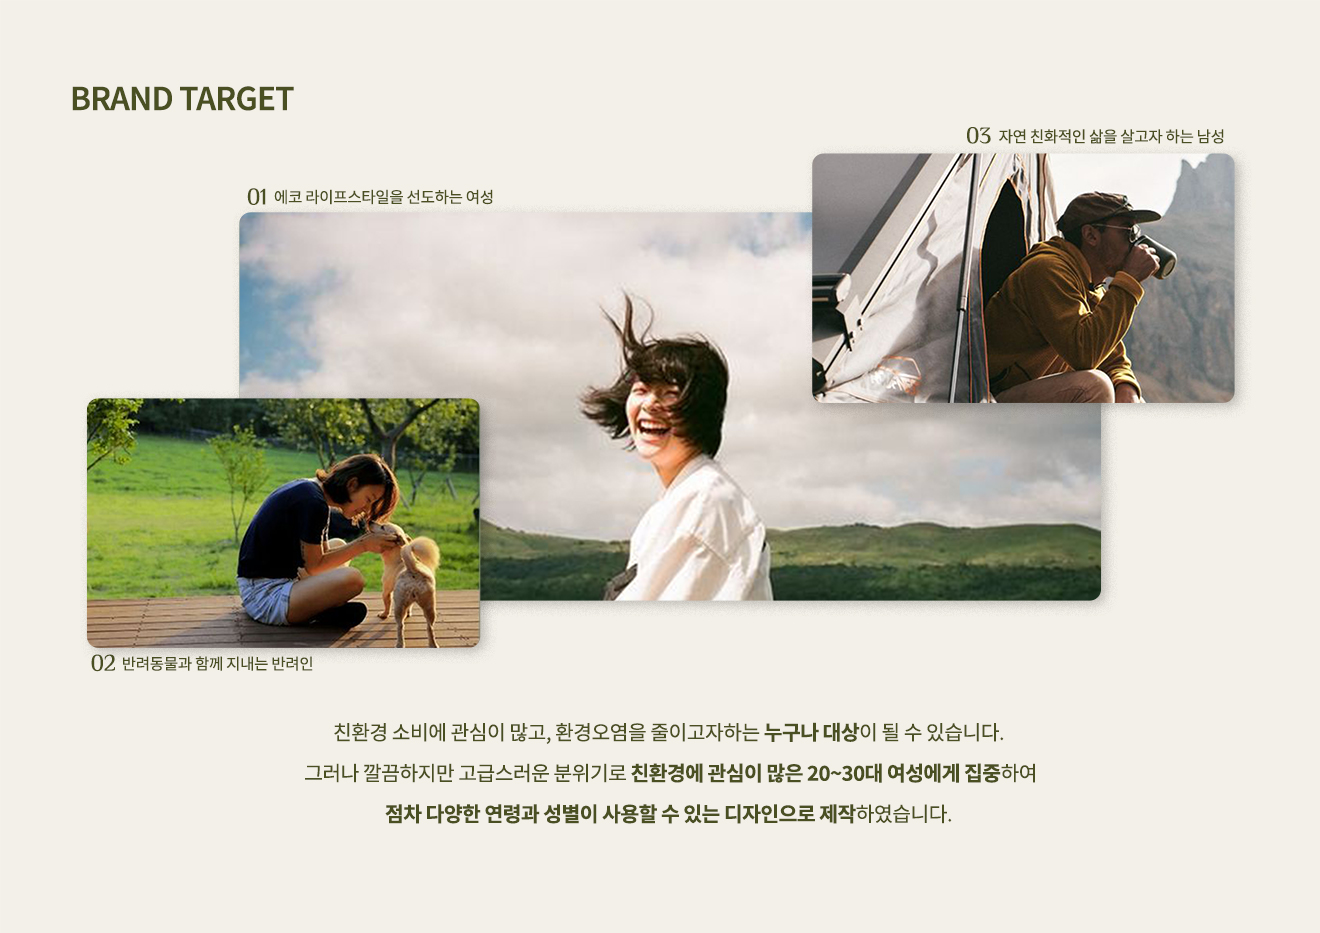 BRAND TARGET
03 자연 친화적인 삶을 살고자 하는 남성
01 에코 라이프스타일을 선도하는 여성
02 반려동물과 함께 지내는 반려인
친환경 소비에 관심이 많고, 환경오염을 줄이고자하는 누구나 대상이 될 수 있습니다.
그러나 깔끔하지만 고급스러운 분위기로 친환경에 관심이 많은 20~30대 여성에게 집중하여
점차 다양한 연령과 성별이 사용할 수 있는 디자인으로 제작하였습니다.